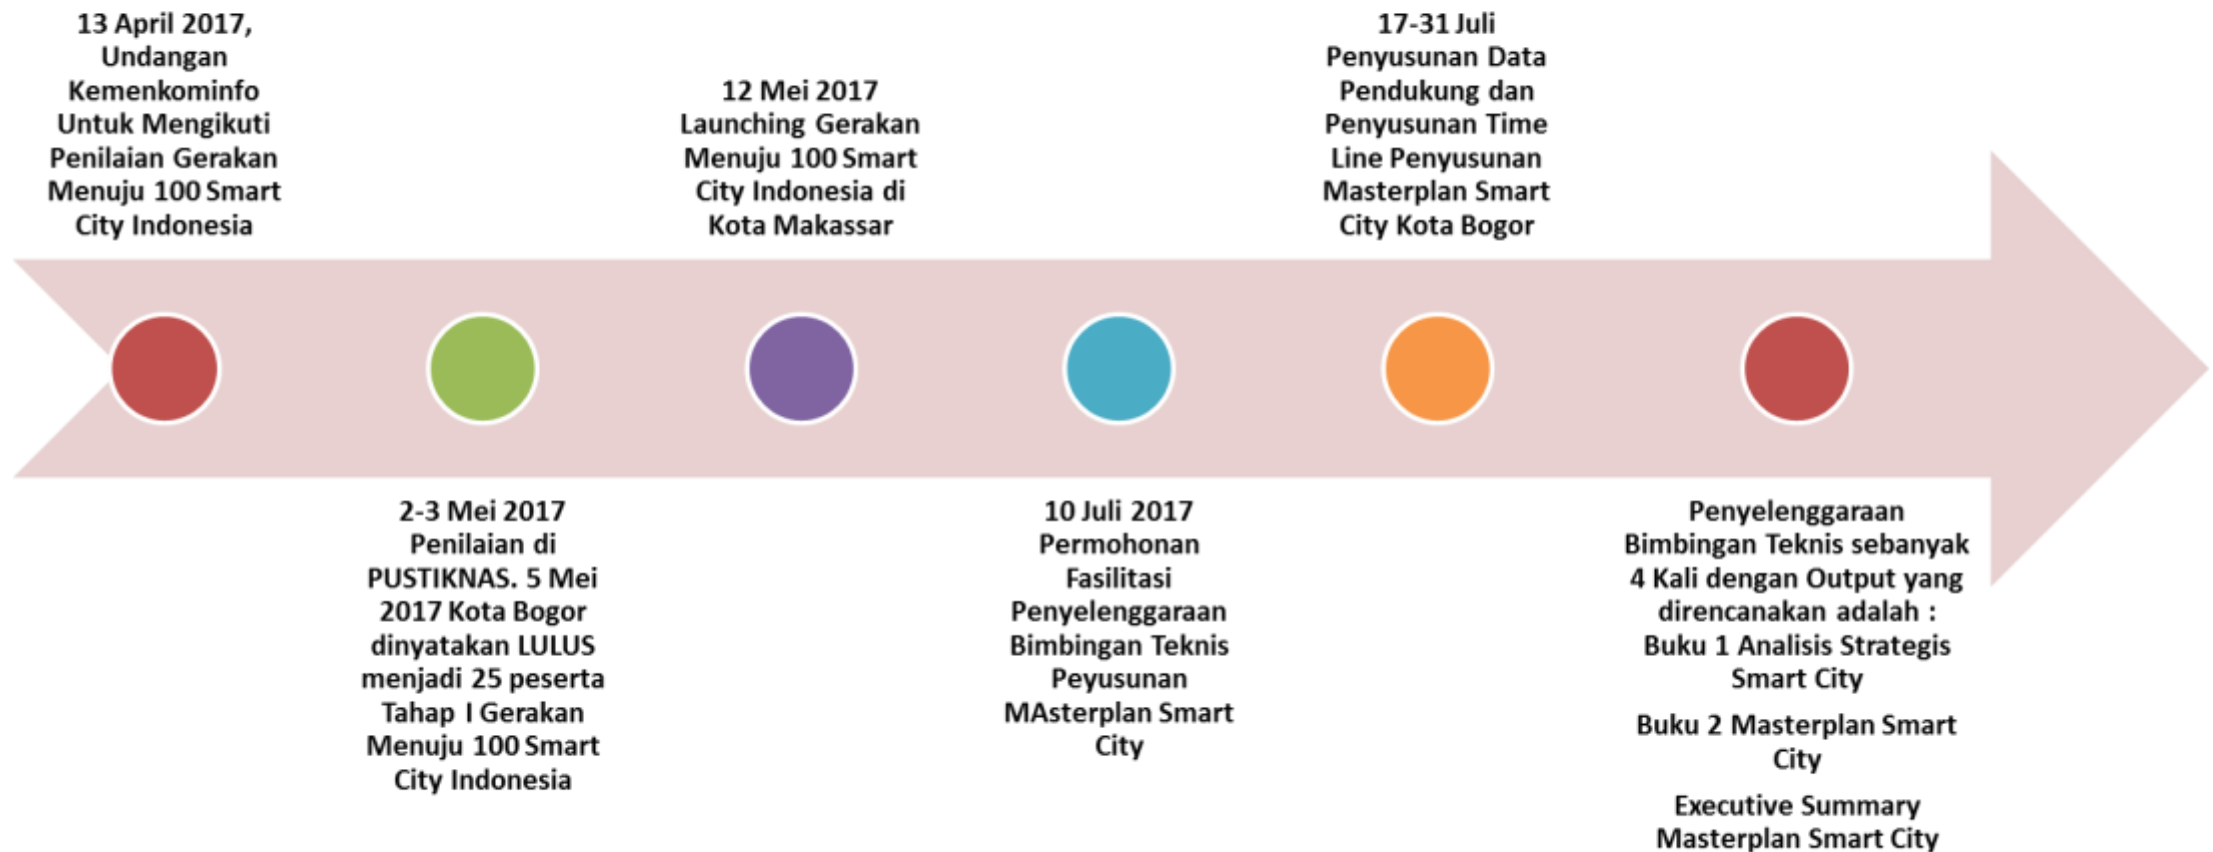 13 April 2017,
Undangan
Kemenkominfo
Untuk Mengikuti
Penilaian Gerakan
Menuju 100 Smart
City Indonesia
2-3 Mei 2017
Penilaian di
PUSTIKNAS. 5 Mei
2017 Kota Bogor
dinyatakan LULUS
menjadi 25 peserta
Tahap I Gerakan
Menuju 100 Smart
City Indonesia
12 Mei 2017
Launching Gerakan
Menuju 100 Smart
City Indonesia di
Kota Makassar
10 Juli 2017
Permohonan
Fasilitasi
Penyelenggaraan
Bimbingan Teknis
Peyusunan
MAsterplan Smart
City
17-31 Juli
Penyusunan Data
Pendukung dan
Penyusunan Time
Line Penyusunan
Masterplan Smart
City Kota Bogor
Penyelenggaraan
Bimbingan Teknis sebanyak
4 Kali dengan Output yang
direncanakan adalah :
Buku 1 Analisis Strategis
Smart City
Buku 2 Masterplan Smart
City
Executive Summary
Masterplan Smart City